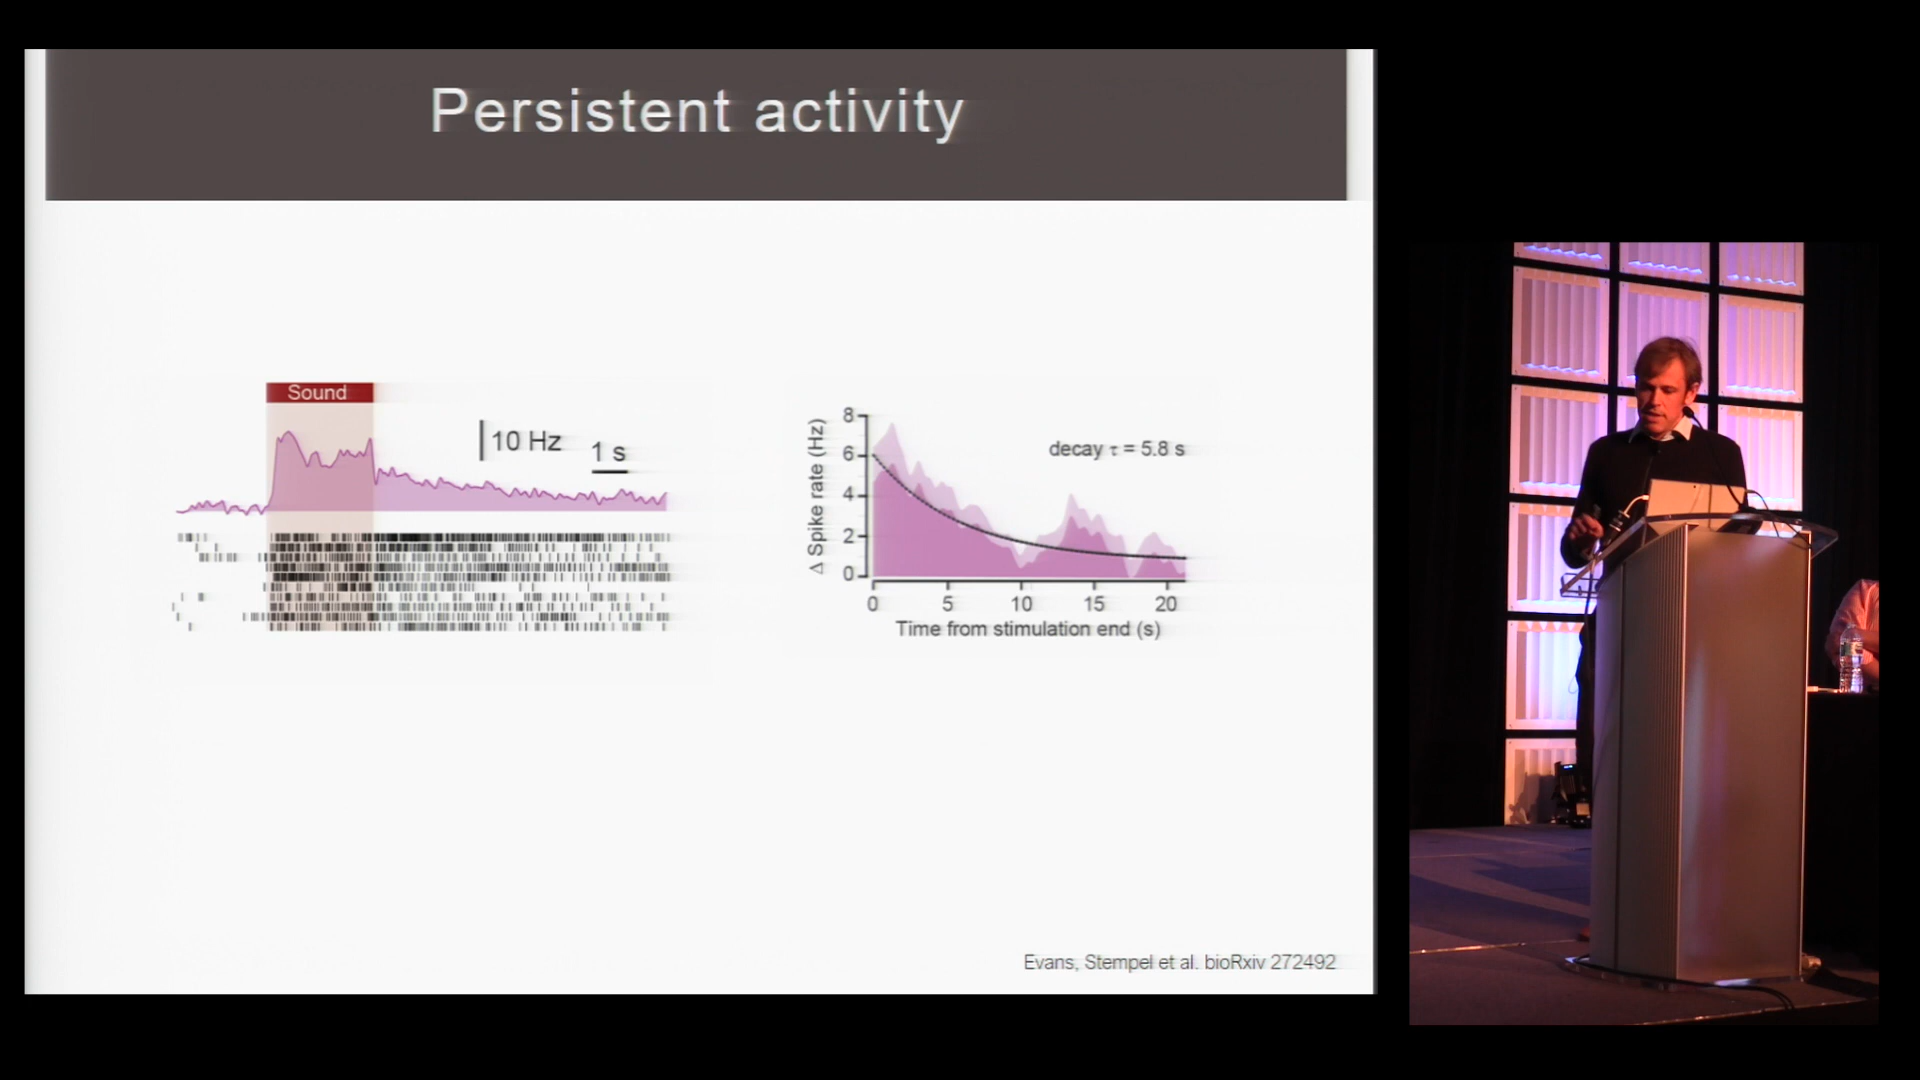 Persistent activity
Sound
10 Hz
1 s
8
6
4
2
0
Δ Spike rate (Hz)
decay τ = 5.8 s
0 5 10 15 20
Time from stimulation end (s)
Evans, Stempel et al. bioRxiv 272492